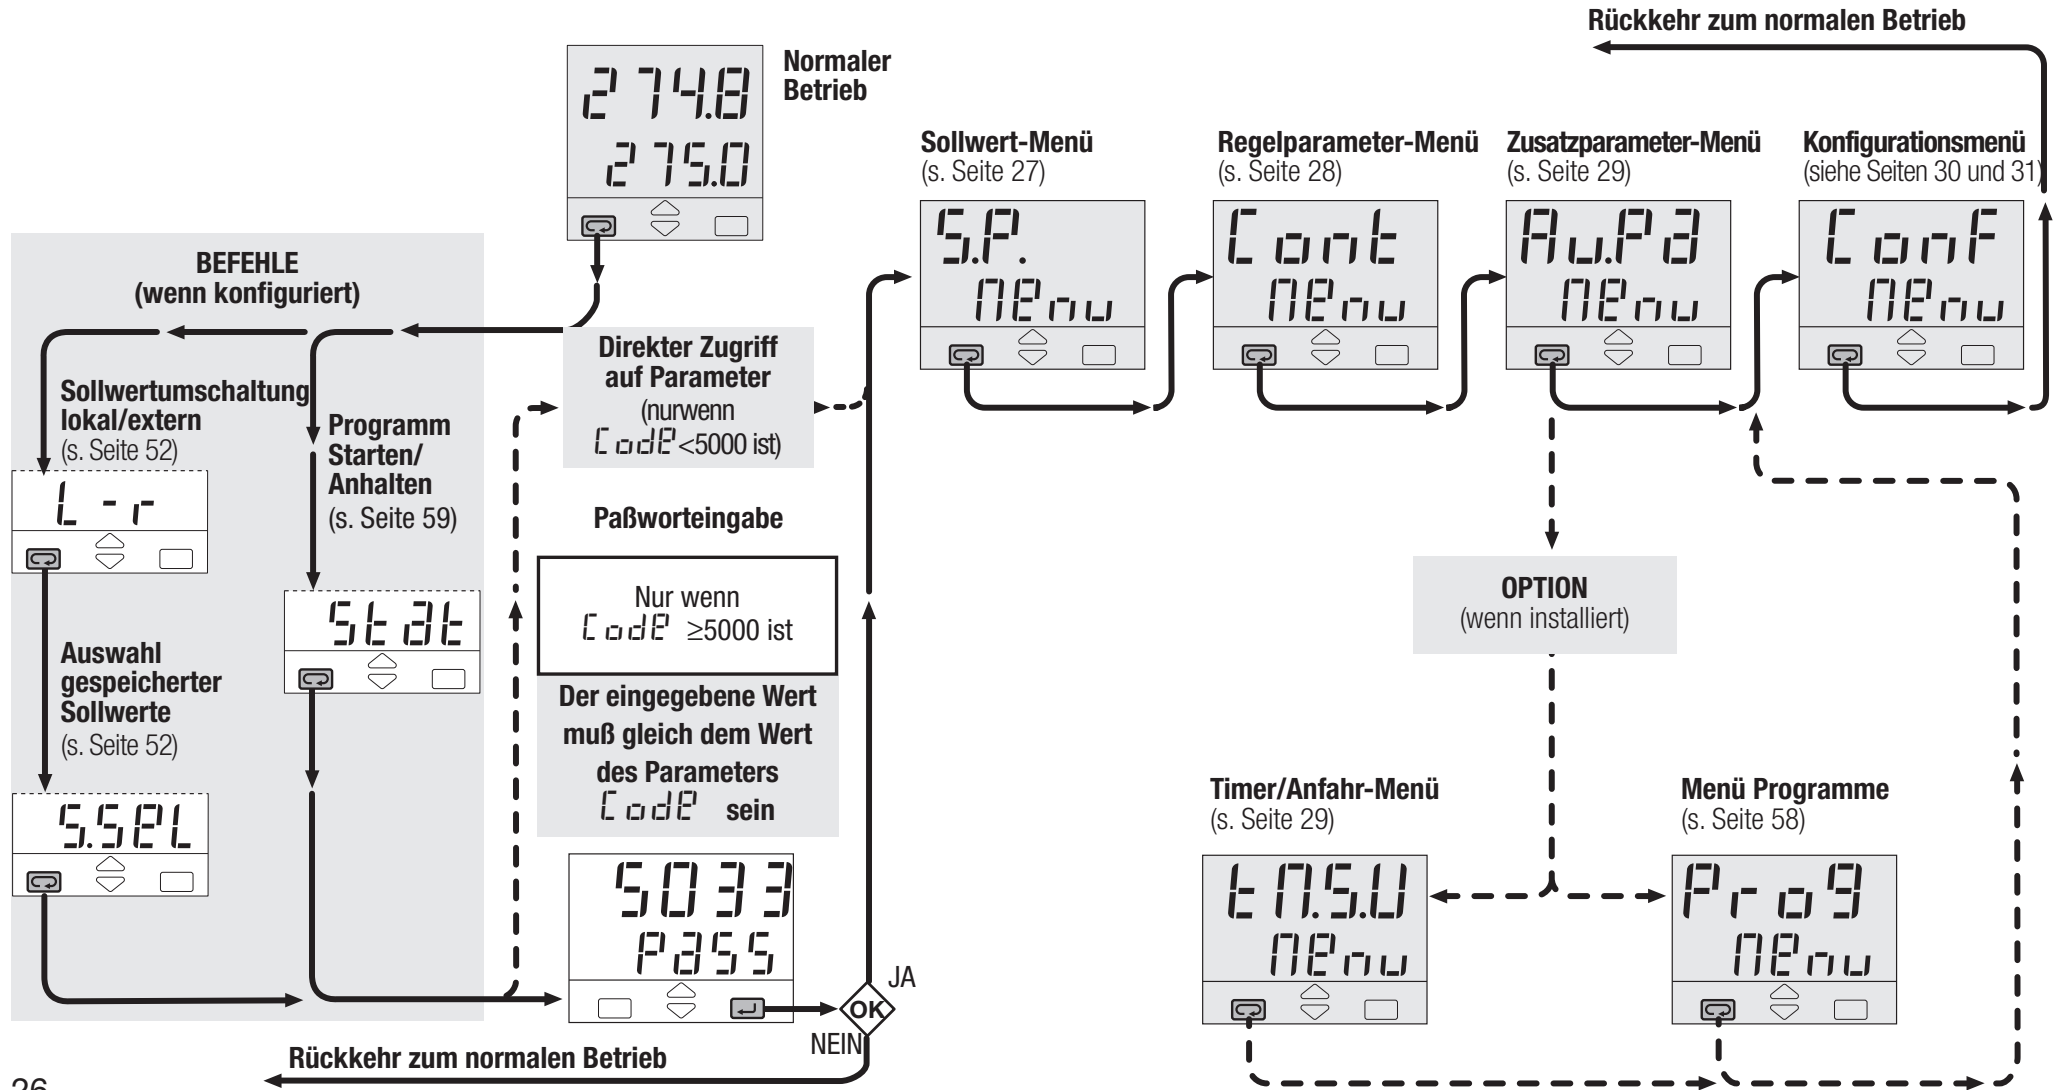 Rückkehr zum normalen Betrieb
274.8
275.0
Normaler
Betrieb
Sollwert-Menü
(s. Seite 27)
S.P.
MEnu
Regelparameter-Menü
(s. Seite 28)
Cont
MEnu
Zusatzparameter-Menü
(s. Seite 29)
Au.Pa
MEnu
Konfigurationsmenü
(siehe Seiten 30 und 31)
ConF
MEnu
BEFEHLE
(wenn konfiguriert)
Sollwertumschaltung
lokal/extern
(s. Seite 52)
L-r
Auswahl
gespeicherter
Sollwerte
(s. Seite 52)
S.SEL
Programm
Starten/
Anhalten
(s. Seite 59)
Stat
Direkter Zugriff
auf Parameter
(nurwenn
CodE<5000 ist)
Paßworteingabe
Nur wenn
CodE ≥5000 ist
Der eingegebene Wert
muß gleich dem Wert
des Parameters
CodE sein
5033
PaSS
OK
JA
NEIN
Rückkehr zum normalen Betrieb
OPTION
(wenn installiert)
Timer/Anfahr-Menü
(s. Seite 29)
tM.S.U
MEnu
Menü Programme
(s. Seite 58)
Prog
MEnu
26